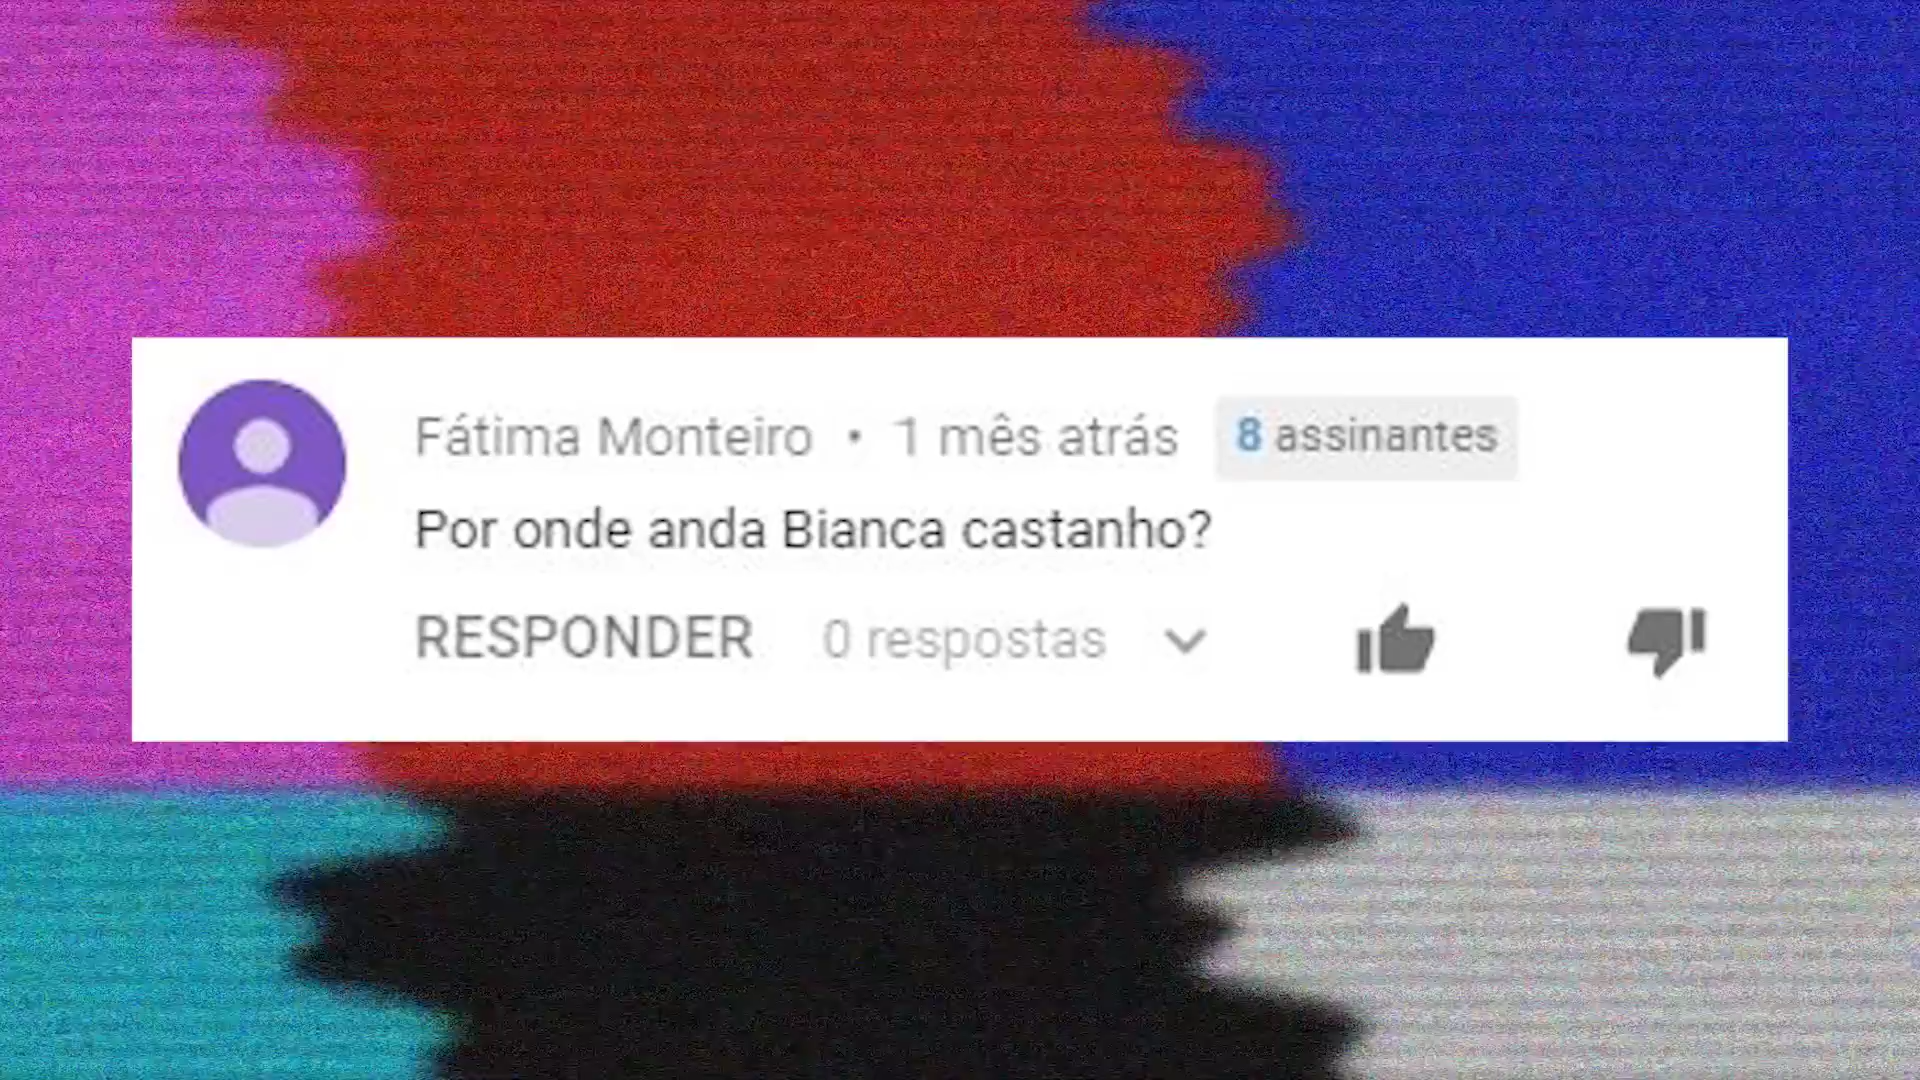 Fátima Monteiro • 1 mês atrás 8 assinantes
Por onde anda Bianca castanho?
RESPONDER 0 respostas